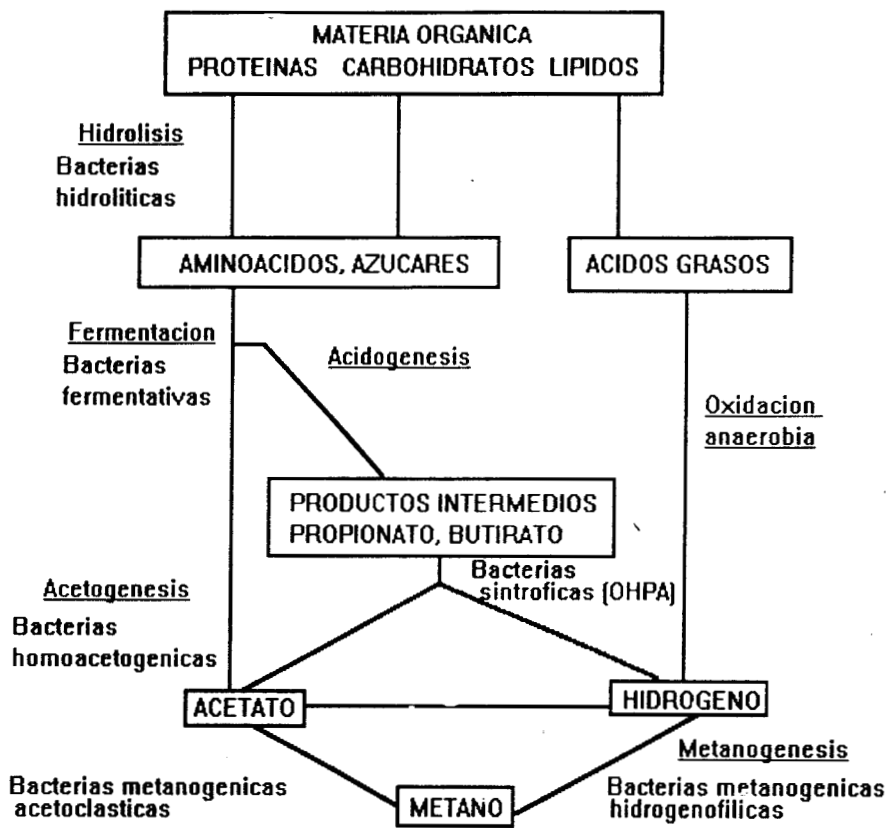 MATERIA ORGANICA
PROTEINAS CARBOHIDRATOS LIPIDOS
Hidrolisis
Bacterias
hidroliticas
AMINOACIDOS, AZUCARES
ACIDOS GRASOS
Fermentacion
Bacterias
fermentativas
Acidogenesis
Oxidacion
anaerobia
PRODUCTOS INTERMEDIOS
PROPIONATO, BUTIRATO
Bacterias
sintroficas (OHPA)
Acetogenesis
Bacterias
homoacetogenicas
ACETATO
HIDROGENO
Metanogenesis
Bacterias metanogenicas
acetoclasticas
METANO
Bacterias metanogenicas
hidrogenofilicas